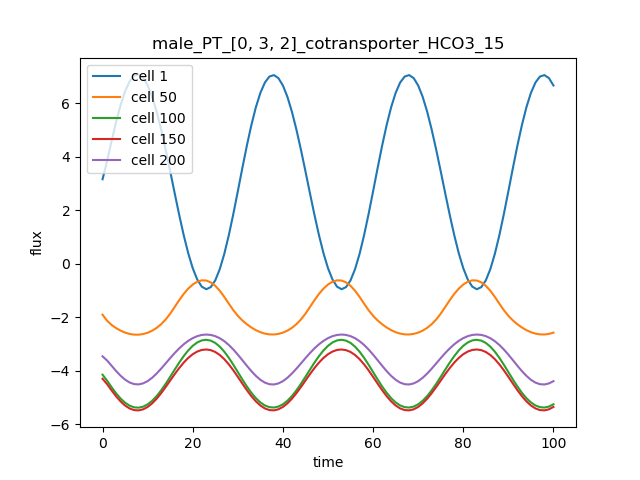 male_PT_[0, 3, 2]_cotransporter_HCO3_15
cell 1
cell 50
cell 100
cell 150
cell 200
flux
6
4
2
0
−2
−4
−6
0 20 40 60 80 100
time